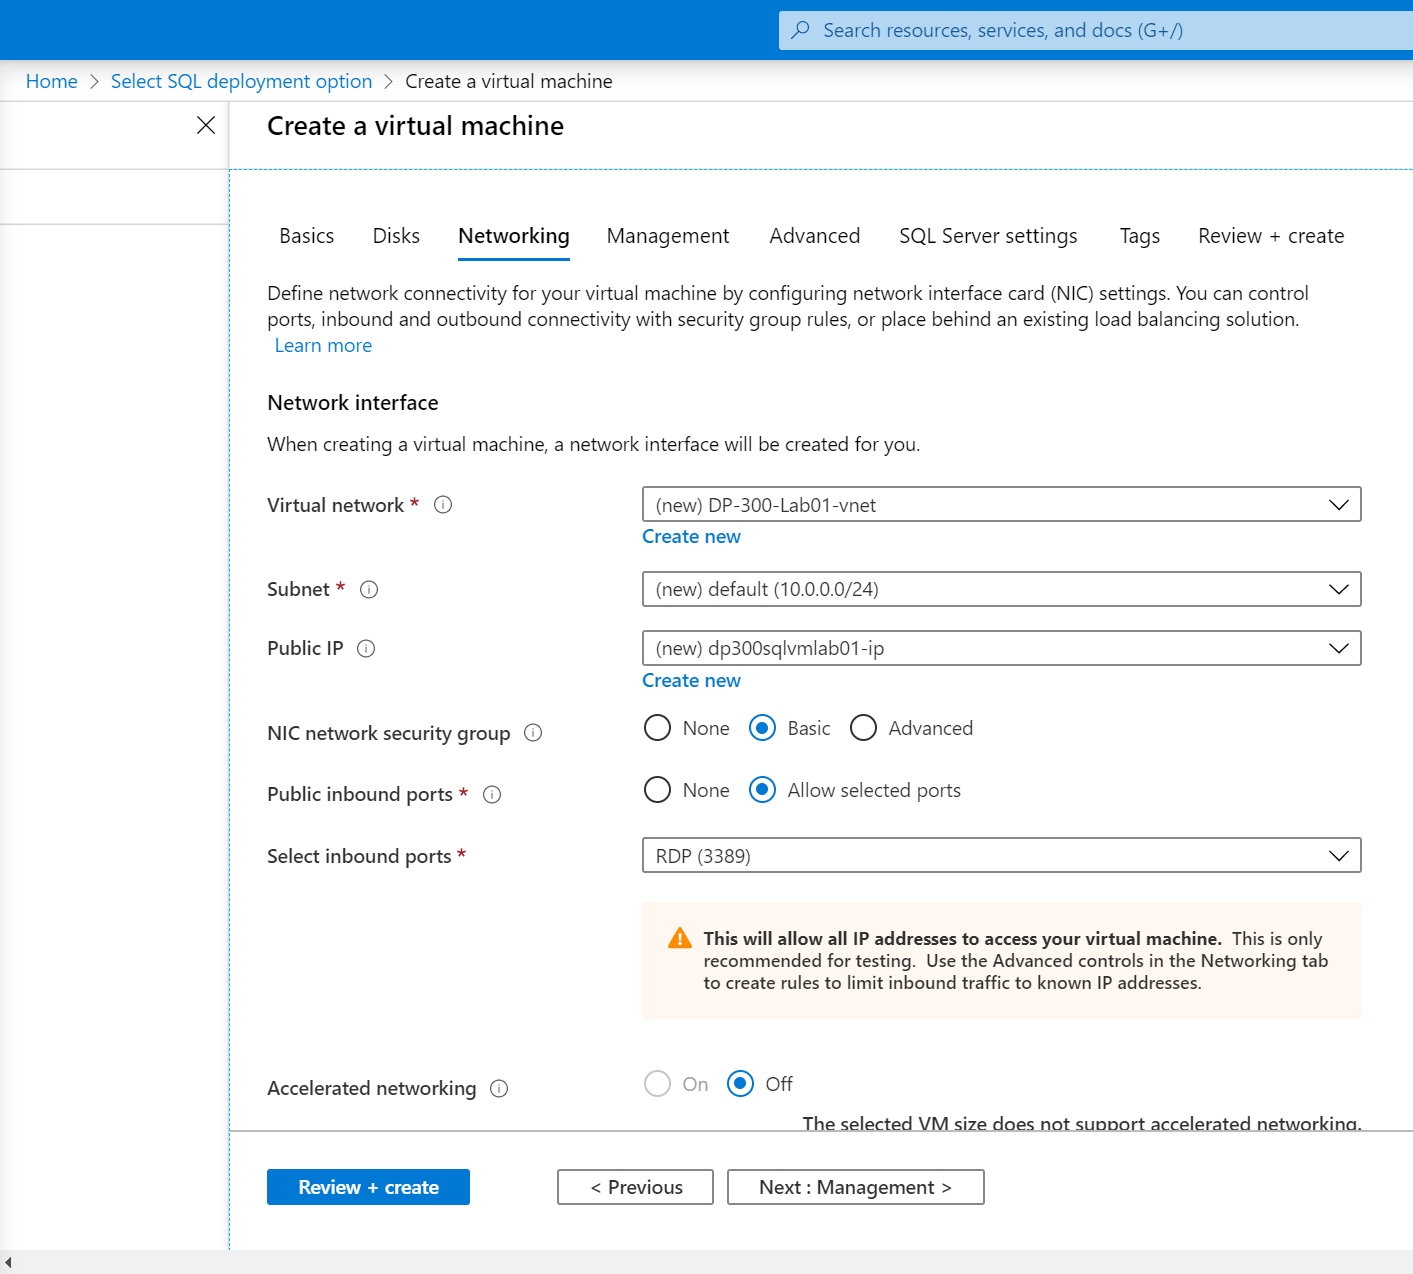 Search resources, services, and docs (G+/)
Home > Select SQL deployment option > Create a virtual machine
Create a virtual machine
Basics Disks Networking Management Advanced SQL Server settings Tags Review + create
Define network connectivity for your virtual machine by configuring network interface card (NIC) settings. You can control
ports, inbound and outbound connectivity with security group rules, or place behind an existing load balancing solution.
Learn more
Network interface
When creating a virtual machine, a network interface will be created for you.
Virtual network * (new) DP-300-Lab01-vnet
Create new
Subnet * (new) default (10.0.0.0/24)
Public IP (new) dp300sqlvmlab01-ip
Create new
NIC network security group None Basic Advanced
Public inbound ports * None Allow selected ports
Select inbound ports * RDP (3389)
This will allow all IP addresses to access your virtual machine. This is only
recommended for testing. Use the Advanced controls in the Networking tab
to create rules to limit inbound traffic to known IP addresses.
Accelerated networking On Off
The selected VM size does not support accelerated networking.
Review + create < Previous Next : Management >